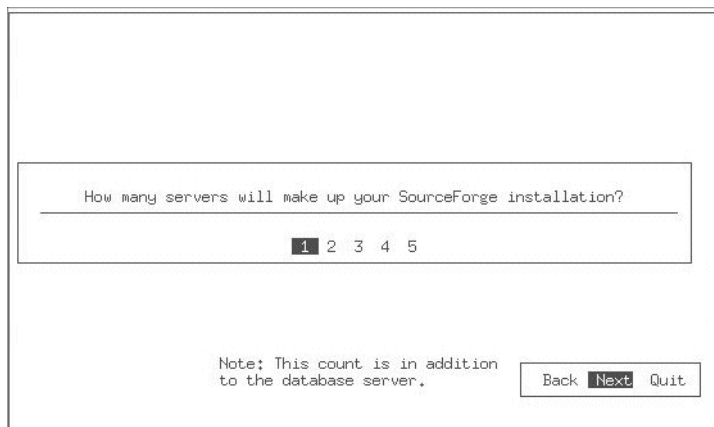 How many servers will make up your SourceForge installation?
1 2 3 4 5
Note: This count is in addition
to the database server.
Back Next Quit